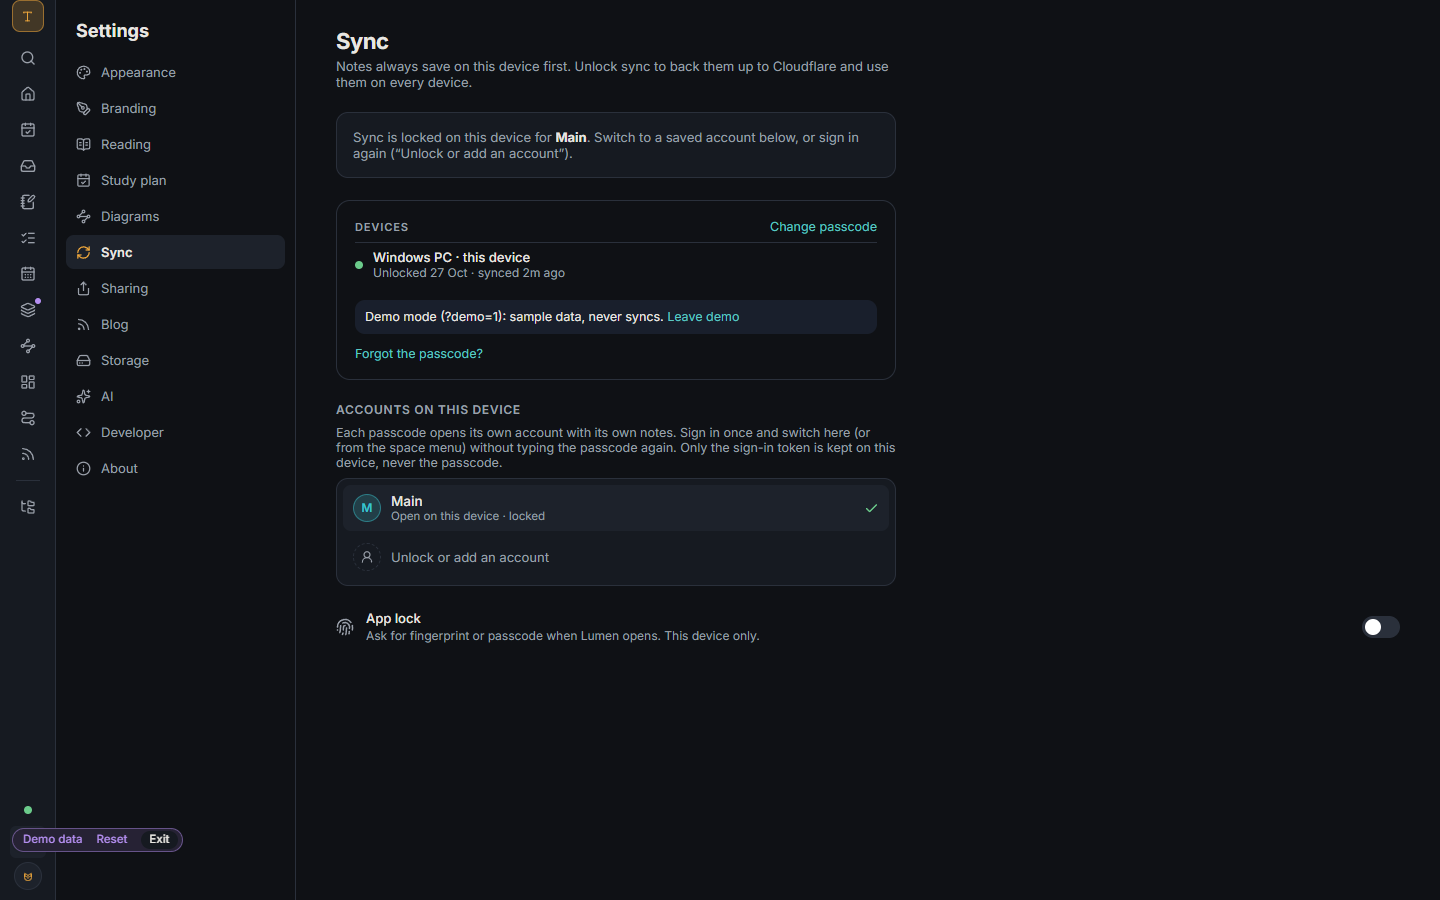 T
Settings
Appearance
Branding
Reading
Study plan
Diagrams
Sync
Sharing
Blog
Storage
AI
Developer
About
Demo data Reset Exit
Sync
Notes always save on this device first. Unlock sync to back them up to Cloudflare and use
them on every device.
Sync is locked on this device for Main. Switch to a saved account below, or sign in
again (“Unlock or add an account”).
DEVICES Change passcode
Windows PC · this device
Unlocked 27 Oct · synced 2m ago
Demo mode (?demo=1): sample data, never syncs. Leave demo
Forgot the passcode?
ACCOUNTS ON THIS DEVICE
Each passcode opens its own account with its own notes. Sign in once and switch here (or
from the space menu) without typing the passcode again. Only the sign-in token is kept on this
device, never the passcode.
M
Main
Open on this device · locked
Unlock or add an account
App lock
Ask for fingerprint or passcode when Lumen opens. This device only.